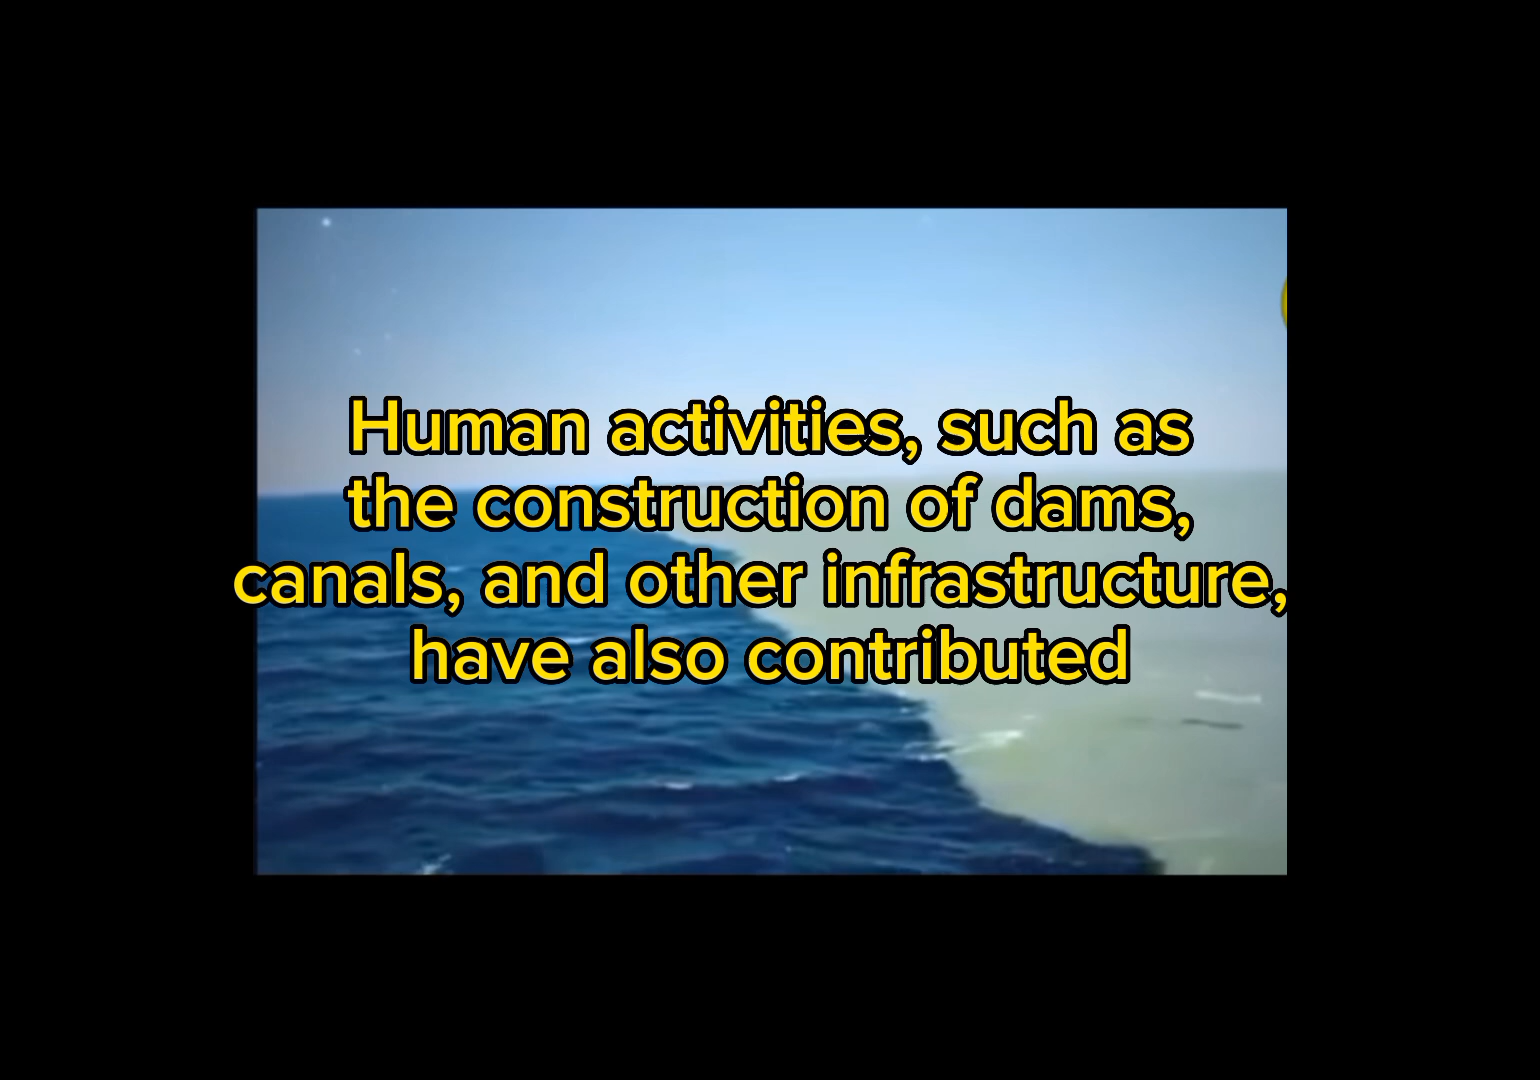 Human activities, such as
the construction of dams,
canals, and other infrastructure,
have also contributed